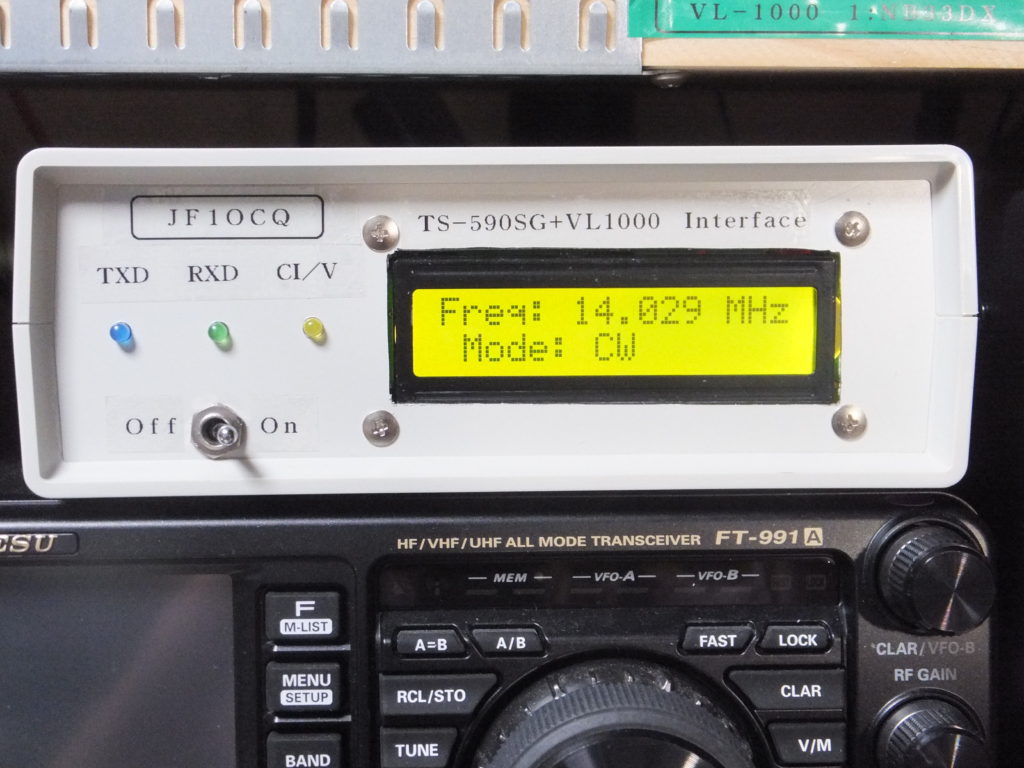 VL-1000
JF1OCQ
TS-590SG+VL1000 Interface
TXD RXD CI/V
Freq: 14.029 MHz
Mode: CW
Off On
HF/VHF/UHF ALL MODE TRANSCEIVER FT-991A
MEM VFO-A VFO-B
F
M-LIST
A=B A/B FAST LOCK
CLAR/VFO-B
RF GAIN
MENU
SETUP
RCL/STO CLAR
BAND
TUNE V/M